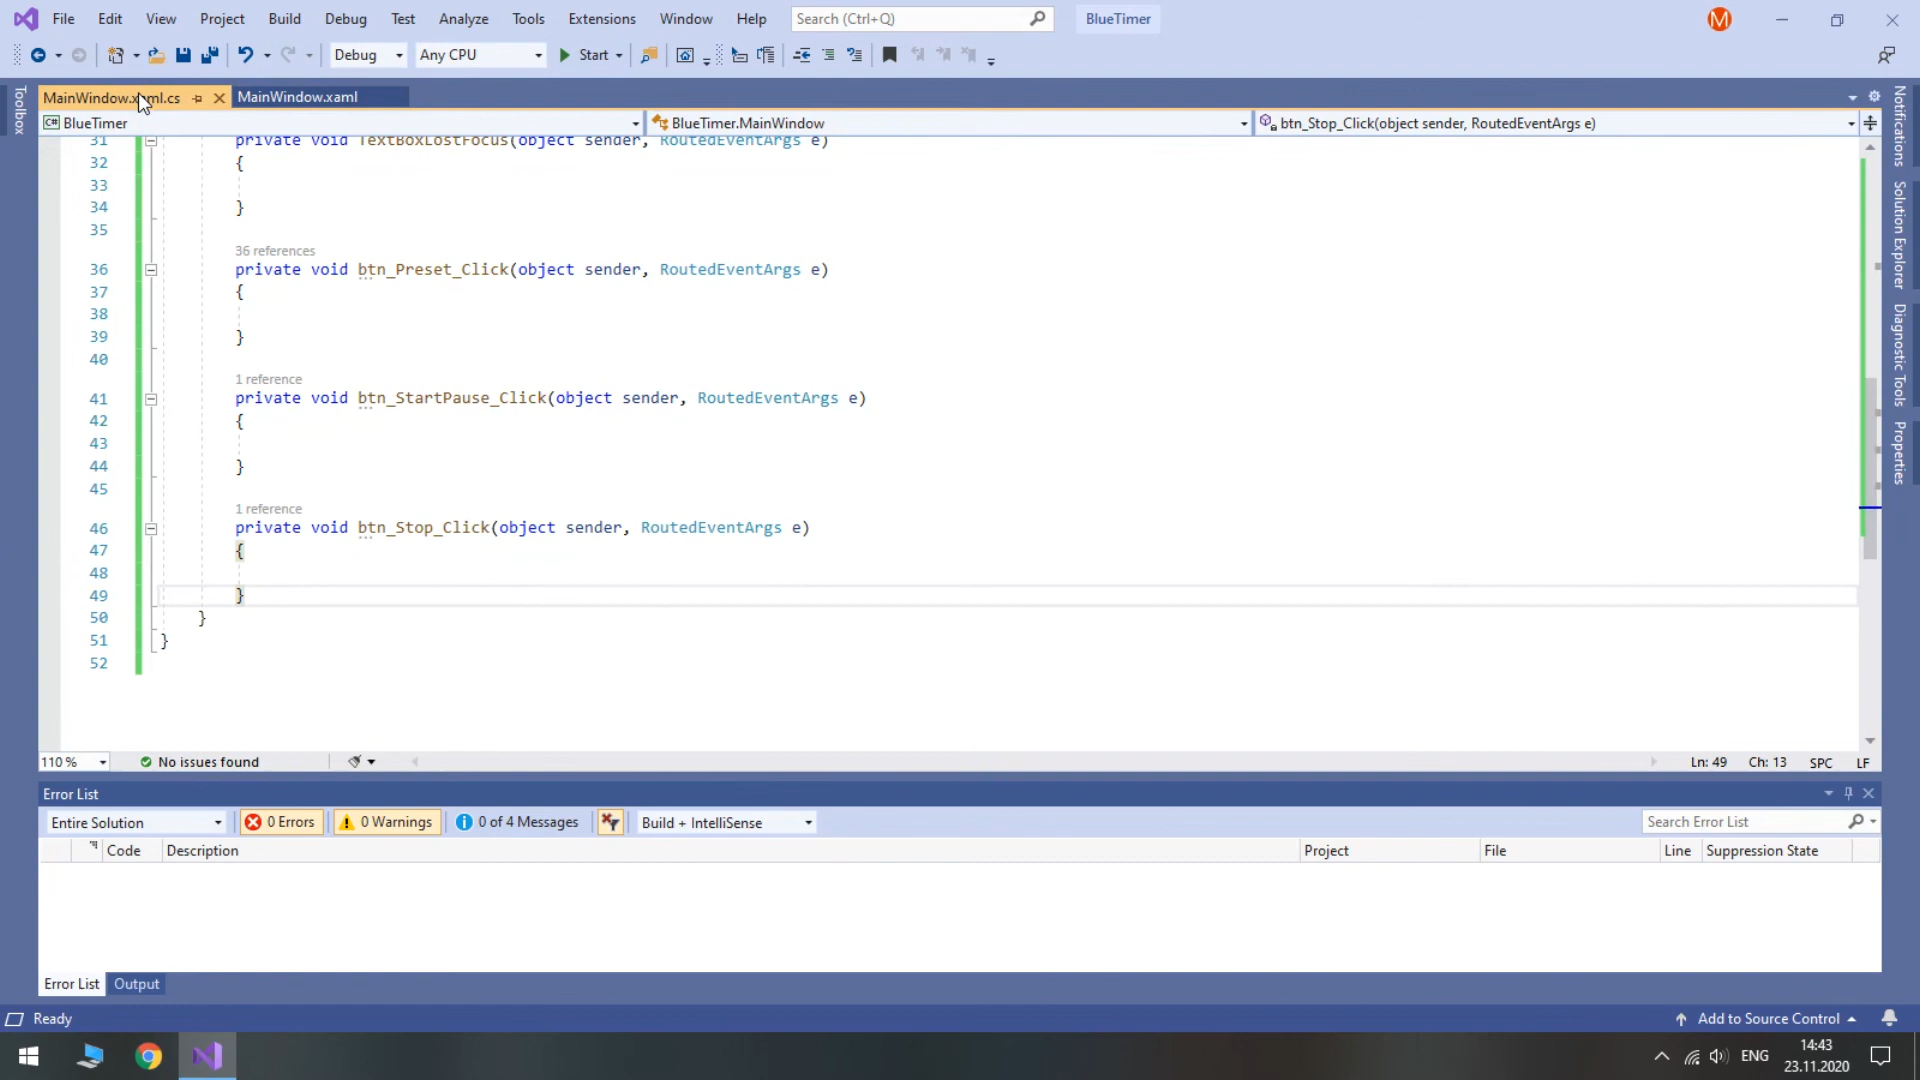 File Edit View Project Build Debug Test Analyze Tools Extensions Window Help Search (Ctrl+Q) BlueTimer M
Debug Any CPU Start
MainWindow.xaml.cs MainWindow.xaml
C# BlueTimer BlueTimer.MainWindow btn_Stop_Click(object sender, RoutedEventArgs e)
Toolbox
Notifications
Solution Explorer
Diagnostic Tools
Properties
31 private void TextBoxLostFocus(object sender, RoutedEventArgs e)
32 {
33
34 }
35
36 references
36 private void btn_Preset_Click(object sender, RoutedEventArgs e)
37 {
38
39 }
40
1 reference
41 private void btn_StartPause_Click(object sender, RoutedEventArgs e)
42 {
43
44 }
45
1 reference
46 private void btn_Stop_Click(object sender, RoutedEventArgs e)
47 {
48
49 }
50 }
51 }
52
110 % No issues found Ln: 49 Ch: 13 SPC LF
Error List
Entire Solution 0 Errors 0 Warnings 0 of 4 Messages Build + IntelliSense Search Error List
Code Description Project File Line Suppression State
Error List Output
Ready Add to Source Control
ENG 14:43
23.11.2020